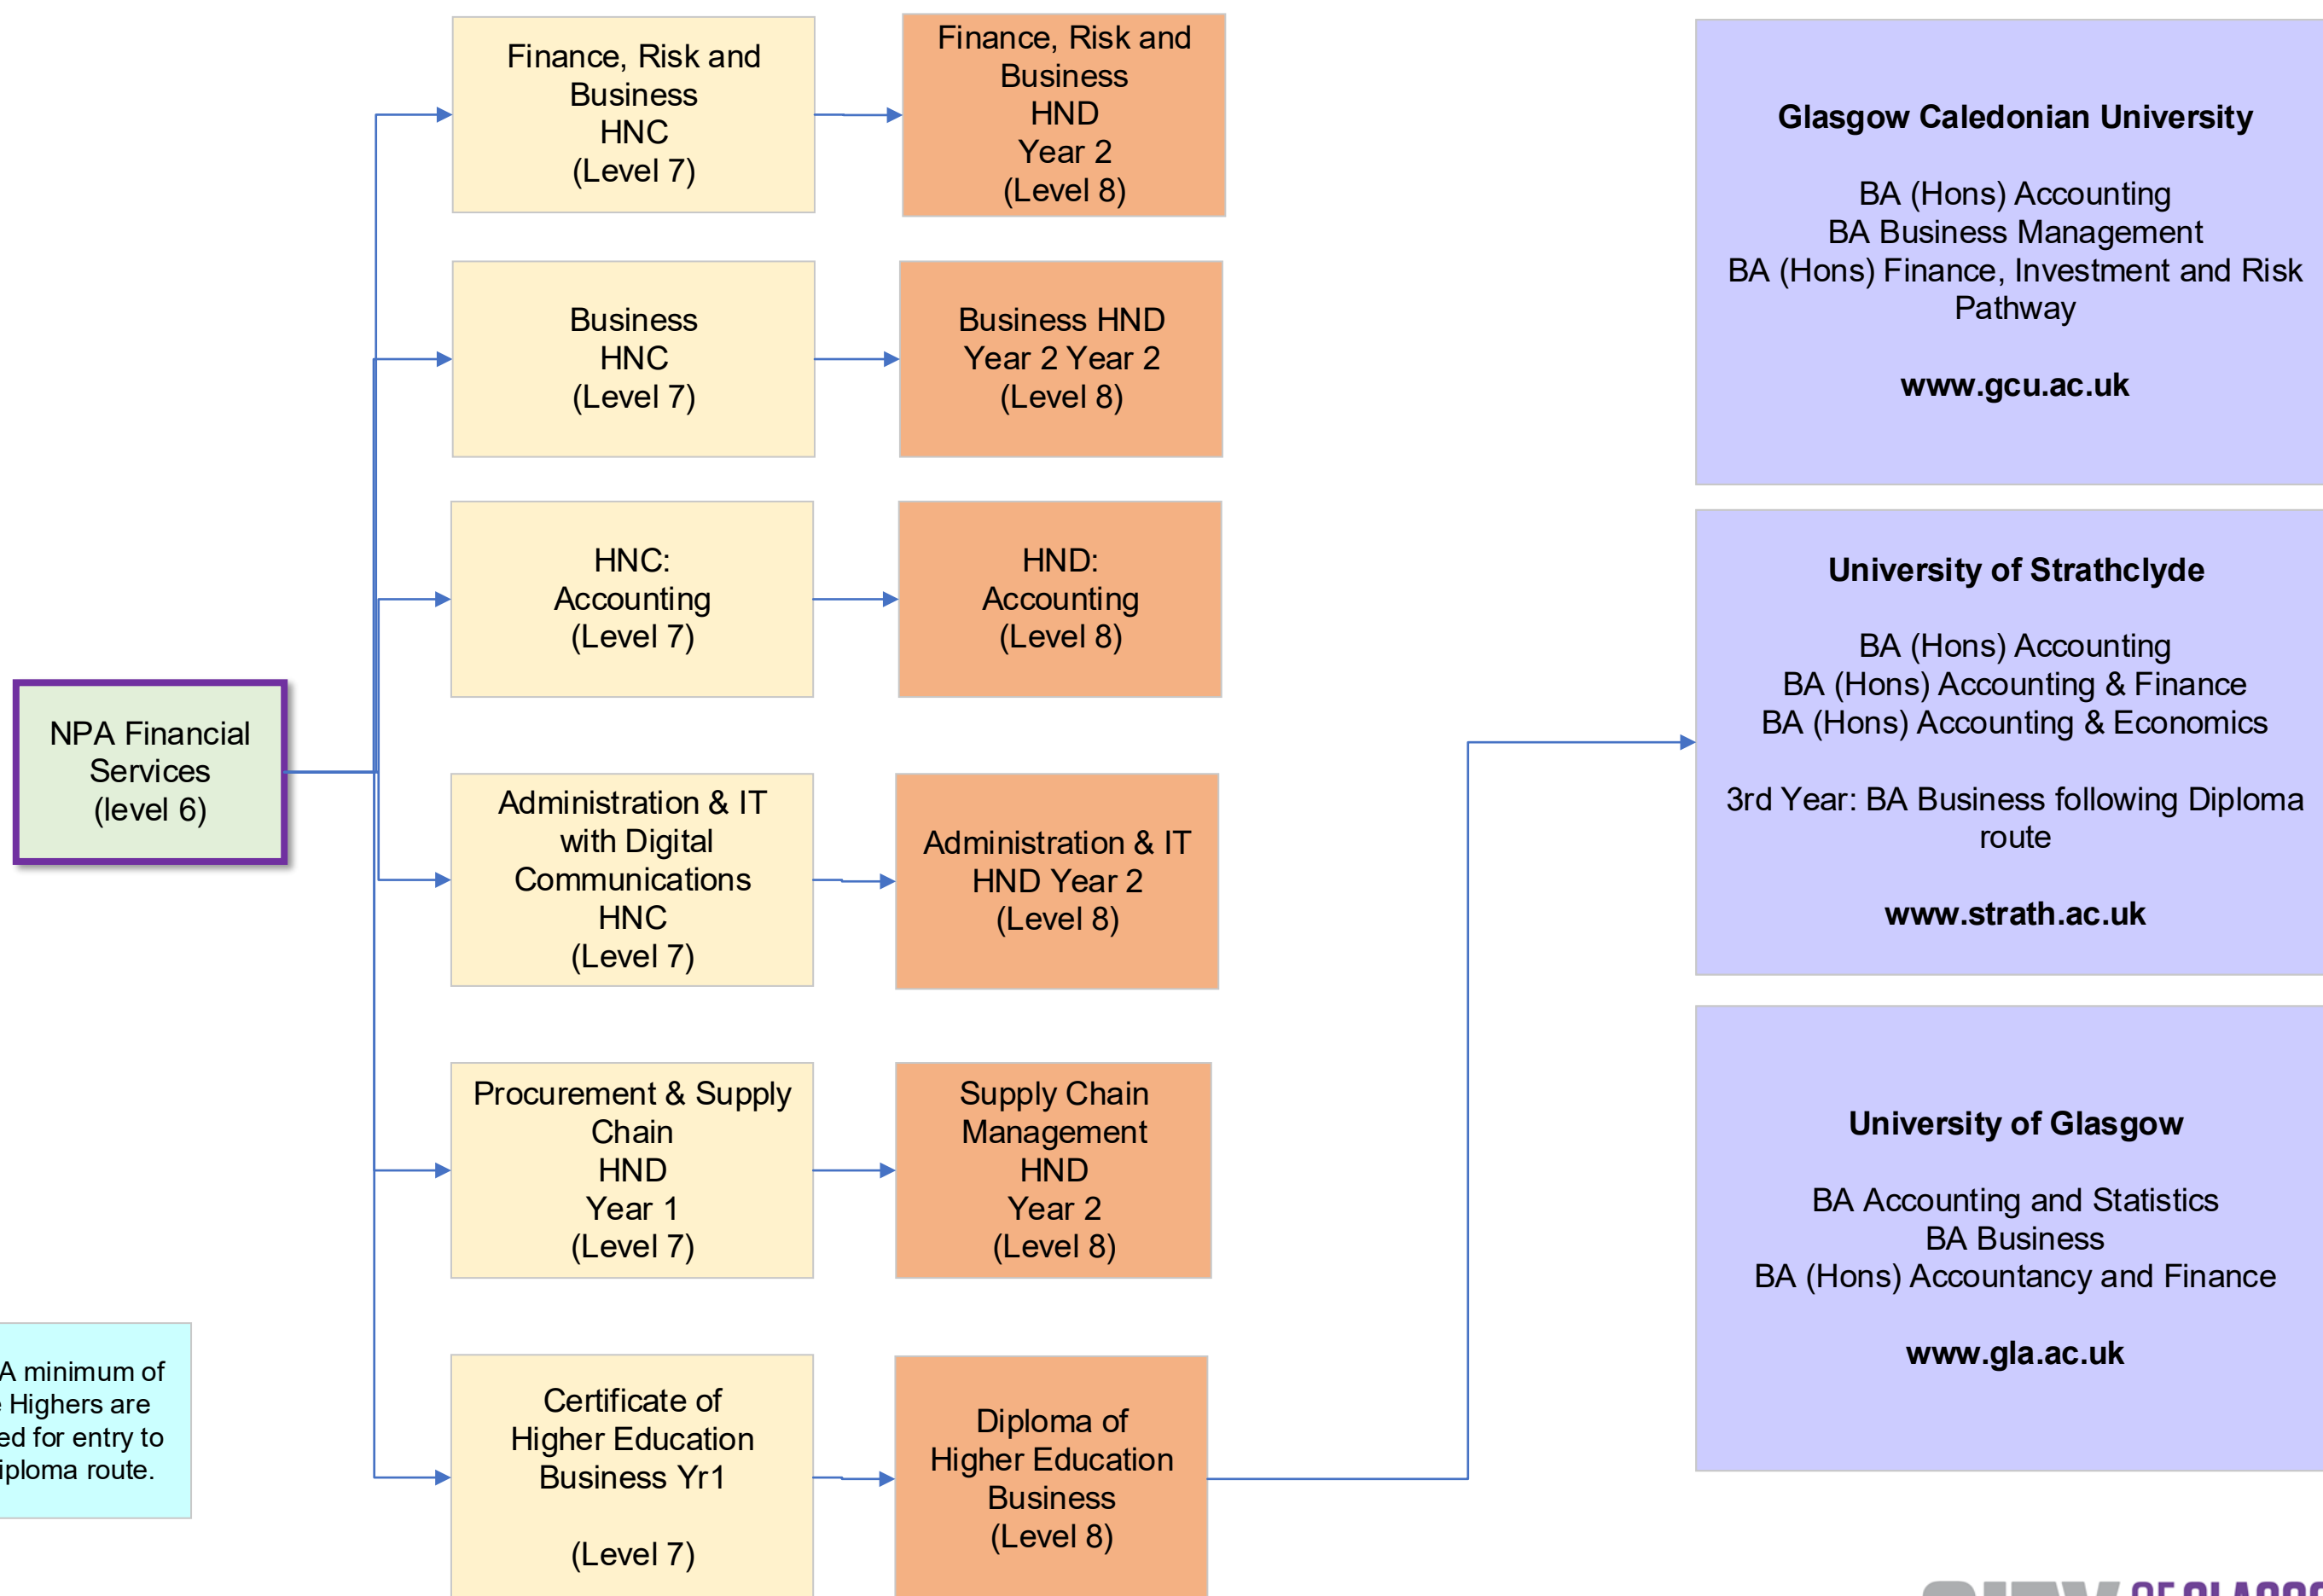 Finance, Risk and
Business
HNC
(Level 7)
Finance, Risk and
Business
HND
Year 2
(Level 8)
Glasgow Caledonian University
BA (Hons) Accounting
BA Business Management
BA (Hons) Finance, Investment and Risk
Pathway
www.gcu.ac.uk
Business
HNC
(Level 7)
Business HND
Year 2 Year 2
(Level 8)
HNC:
Accounting
(Level 7)
HND:
Accounting
(Level 8)
University of Strathclyde
BA (Hons) Accounting
BA (Hons) Accounting & Finance
BA (Hons) Accounting & Economics
3rd Year: BA Business following Diploma
route
www.strath.ac.uk
NPA Financial
Services
(level 6)
Administration & IT
with Digital
Communications
HNC
(Level 7)
Administration & IT
HND Year 2
(Level 8)
Procurement & Supply
Chain
HND
Year 1
(Level 7)
Supply Chain
Management
HND
Year 2
(Level 8)
University of Glasgow
BA Accounting and Statistics
BA Business
BA (Hons) Accountancy and Finance
www.gla.ac.uk
A minimum of
Highers are
for entry to
route.
Certificate of
Higher Education
Business Yr1
(Level 7)
Diploma of
Higher Education
Business
(Level 8)